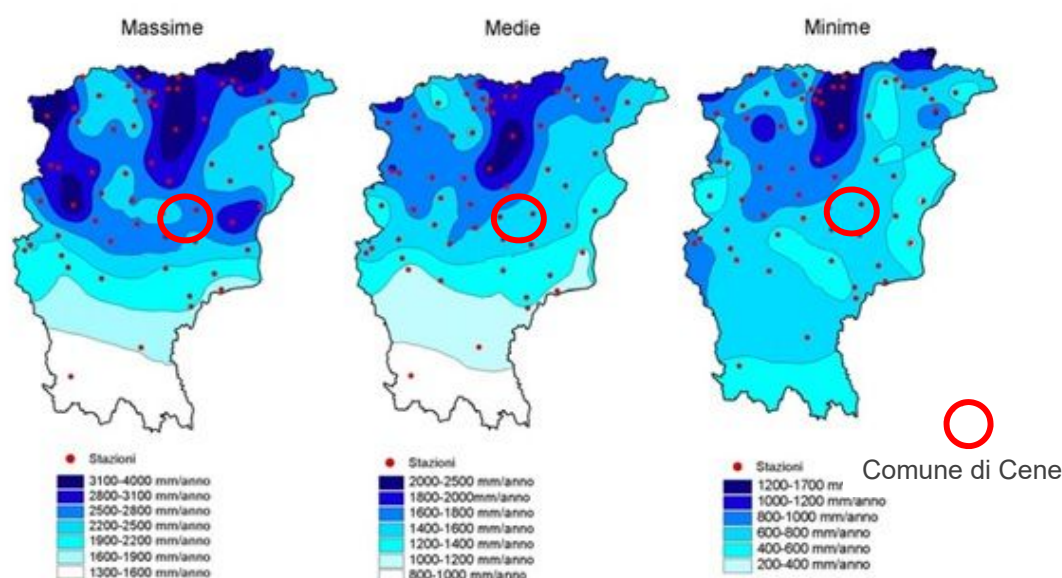 Massime
Medie
Minime
Stazioni
3100-4000 mm/anno
2800-3100 mm/anno
2500-2800 mm/anno
2200-2500 mm/anno
1900-2200 mm/anno
1600-1900 mm/anno
1300-1600 mm/anno
Stazioni
2000-2500 mm/anno
1800-2000mm/anno
1600-1800 mm/anno
1400-1600 mm/anno
1200-1400 mm/anno
1000-1200 mm/anno
800-1000 mm/anno
Stazioni
1200-1700 mr
1000-1200 mm/anno
800-1000 mm/anno
600-800 mm/anno
400-600 mm/anno
200-400 mm/anno
Comune di Cene